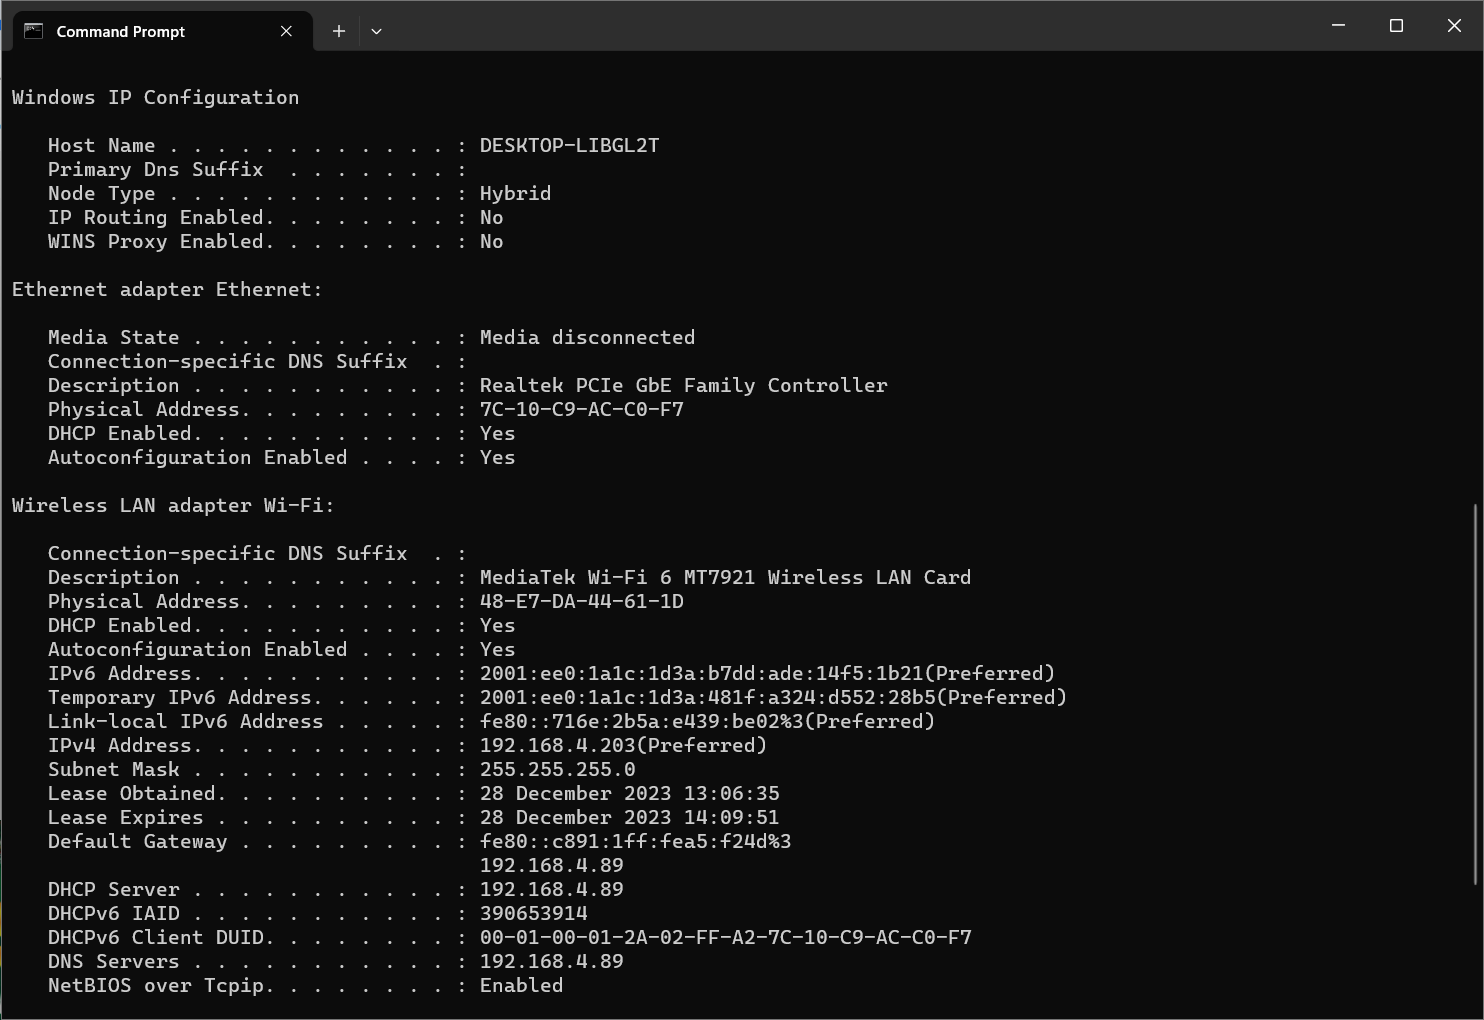 Command Prompt
Windows IP Configuration
Host Name . . . . . . . . . . . . : DESKTOP-LIBGL2T
Primary Dns Suffix  . . . . . . . :
Node Type . . . . . . . . . . . . : Hybrid
IP Routing Enabled. . . . . . . . : No
WINS Proxy Enabled. . . . . . . . : No
Ethernet adapter Ethernet:
Media State . . . . . . . . . . . : Media disconnected
Connection-specific DNS Suffix  . :
Description . . . . . . . . . . . : Realtek PCIe GbE Family Controller
Physical Address. . . . . . . . . : 7C-10-C9-AC-C0-F7
DHCP Enabled. . . . . . . . . . . : Yes
Autoconfiguration Enabled . . . . : Yes
Wireless LAN adapter Wi-Fi:
Connection-specific DNS Suffix  . :
Description . . . . . . . . . . . : MediaTek Wi-Fi 6 MT7921 Wireless LAN Card
Physical Address. . . . . . . . . : 48-E7-DA-44-61-1D
DHCP Enabled. . . . . . . . . . . : Yes
Autoconfiguration Enabled . . . . : Yes
IPv6 Address. . . . . . . . . . . : 2001:ee0:1a1c:1d3a:b7dd:ade:14f5:1b21(Preferred)
Temporary IPv6 Address. . . . . . : 2001:ee0:1a1c:1d3a:481f:a324:d552:28b5(Preferred)
Link-local IPv6 Address . . . . . : fe80::716e:2b5a:e439:be02%3(Preferred)
IPv4 Address. . . . . . . . . . . : 192.168.4.203(Preferred)
Subnet Mask . . . . . . . . . . . : 255.255.255.0
Lease Obtained. . . . . . . . . . : 28 December 2023 13:06:35
Lease Expires . . . . . . . . . . : 28 December 2023 14:09:51
Default Gateway . . . . . . . . . : fe80::c891:1ff:fea5:f24d%3
192.168.4.89
DHCP Server . . . . . . . . . . . : 192.168.4.89
DHCPv6 IAID . . . . . . . . . . . : 390653914
DHCPv6 Client DUID. . . . . . . . : 00-01-00-01-2A-02-FF-A2-7C-10-C9-AC-C0-F7
DNS Servers . . . . . . . . . . . : 192.168.4.89
NetBIOS over Tcpip. . . . . . . . : Enabled